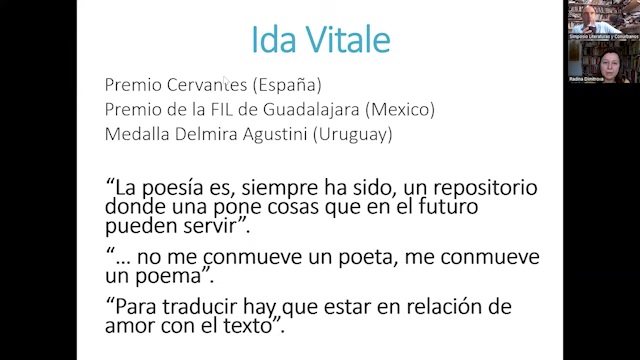 Ida Vitale
Premio Cervantes (España)
Premio de la FIL de Guadalajara (Mexico)
Medalla Delmira Agustini (Uruguay)
“La poesía es, siempre ha sido, un repositorio
donde una pone cosas que en el futuro
pueden servir”.
“... no me conmueve un poeta, me conmueve
un poema”.
“Para traducir hay que estar en relación de
amor con el texto”.
Simposio Literaturas y Conurbanos
Radina Dimitrova